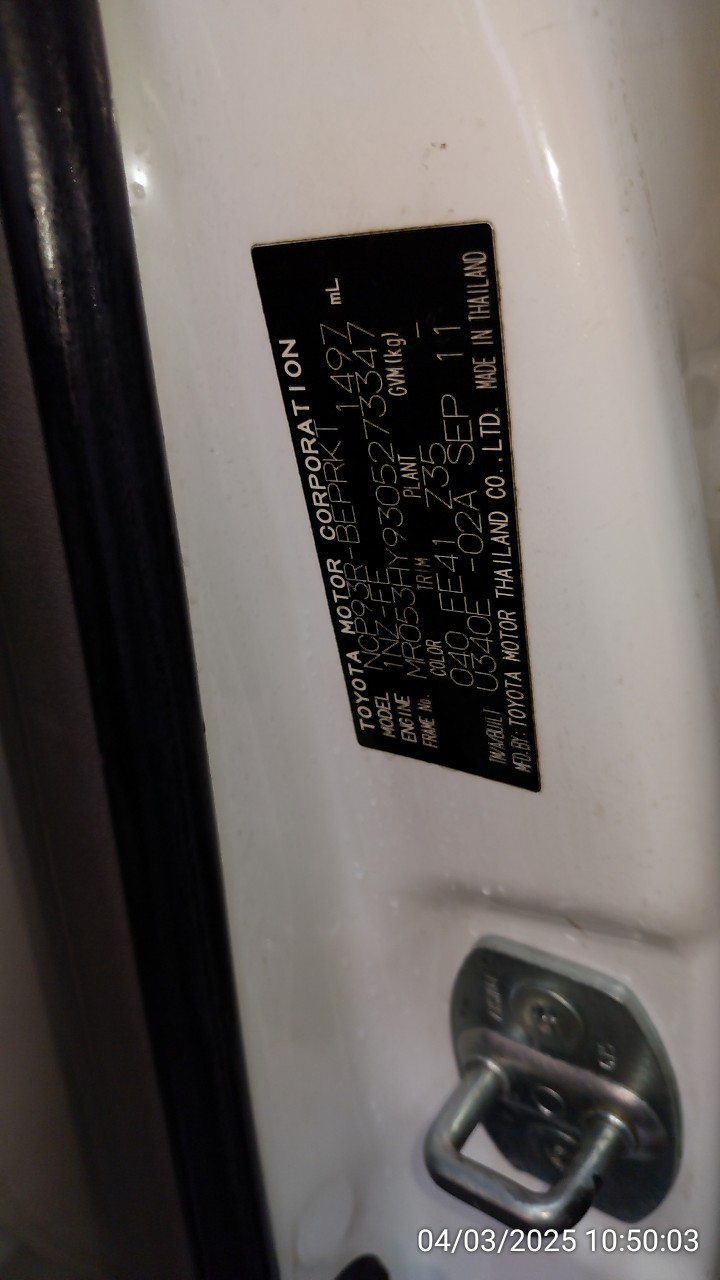 TOYOTA MOTOR CORPORATION
MODEL NCP93R-BEPRKT 1497 mL
ENGINE 1NZ-FE
FRAME No. MR053HY9305273347
COLOR TRIM PLANT GVM(kg)
040 FE41 Z35 -
T/M/A/BUILT U340E -02A SEP 11
MFD.BY: TOYOTA MOTOR THAILAND CO., LTD. MADE IN THAILAND
04/03/2025 10:50:03